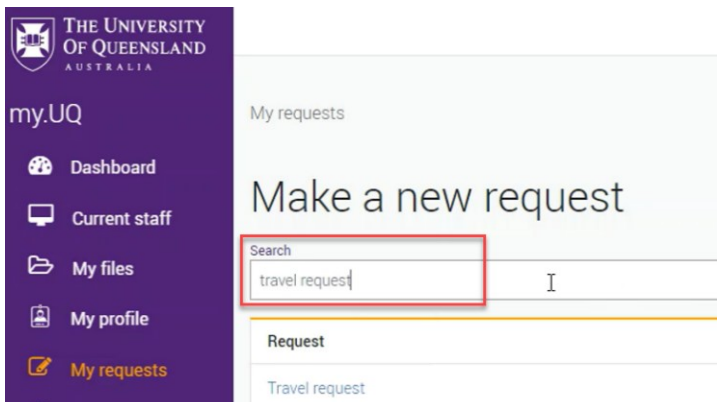 THE UNIVERSITY
OF QUEENSLAND
AUSTRALIA
my.UQ
Dashboard
Current staff
My files
My profile
My requests
My requests
Make a new request
Search
travel request
Request
Travel request